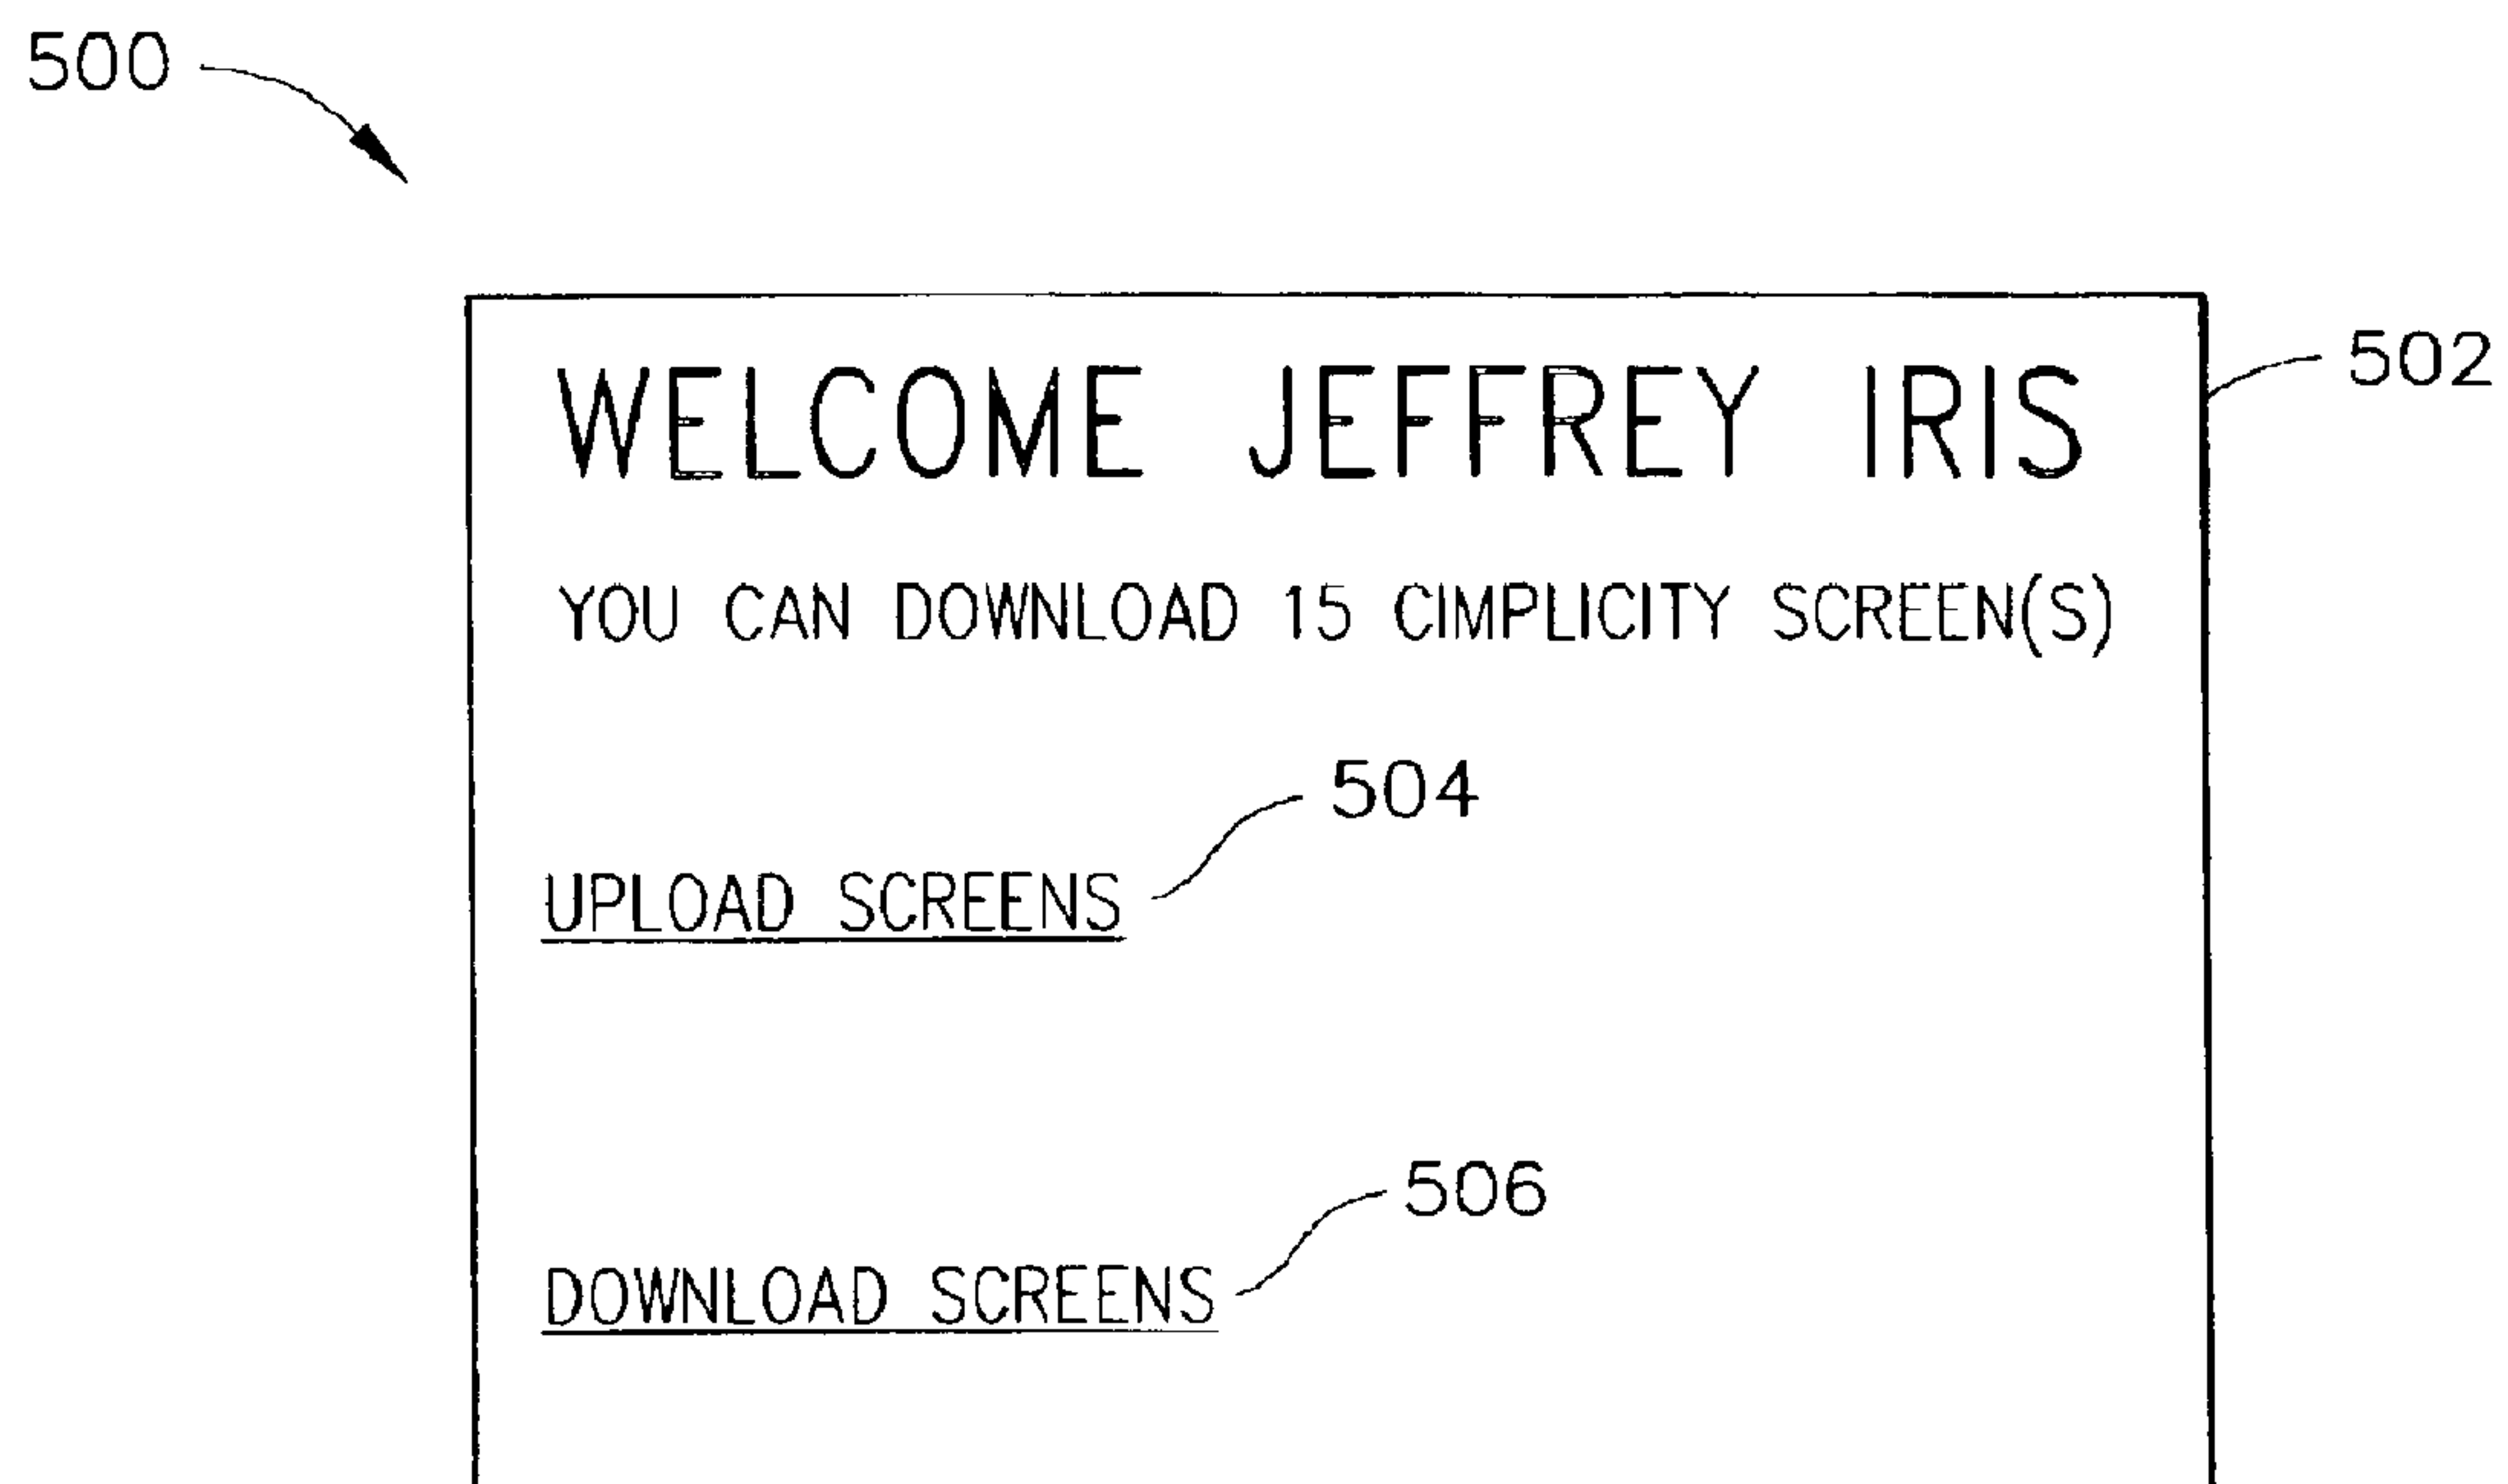 500
502
WELCOME JEFFREY IRIS
YOU CAN DOWNLOAD 15 CIMPLICITY SCREEN(S)
504
UPLOAD SCREENS
506
DOWNLOAD SCREENS